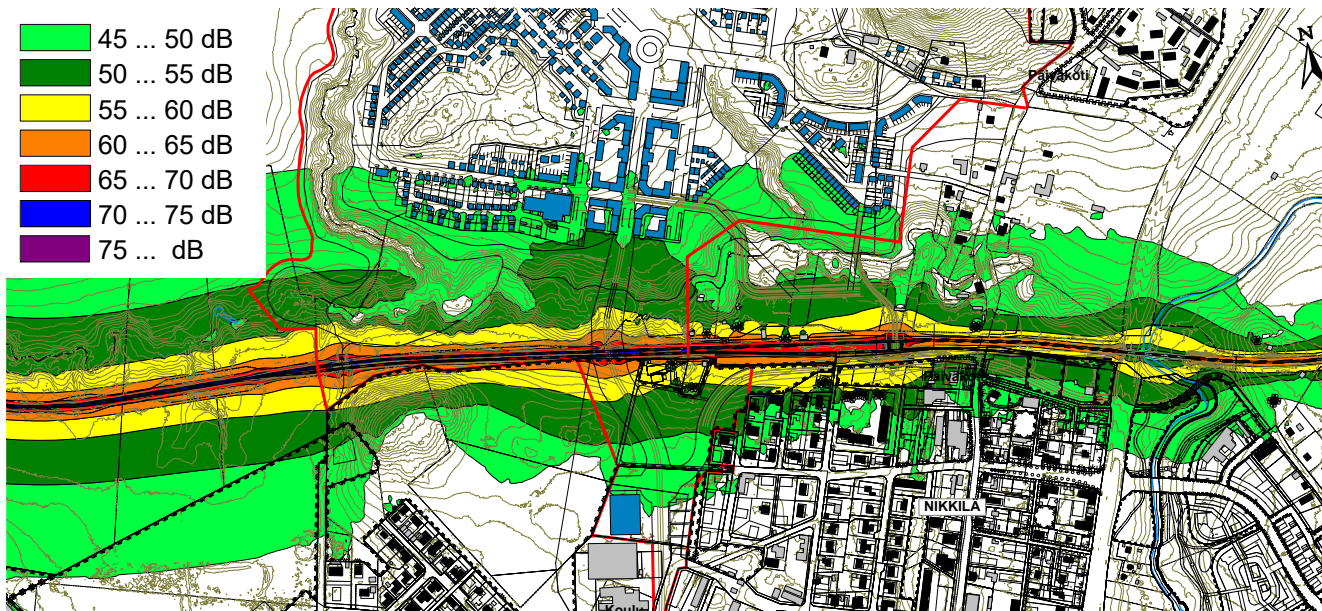 45 ... 50 dB
50 ... 55 dB
55 ... 60 dB
60 ... 65 dB
65 ... 70 dB
70 ... 75 dB
75 ... dB
N
Päiväkoti
NIKKILÄ
Koulu